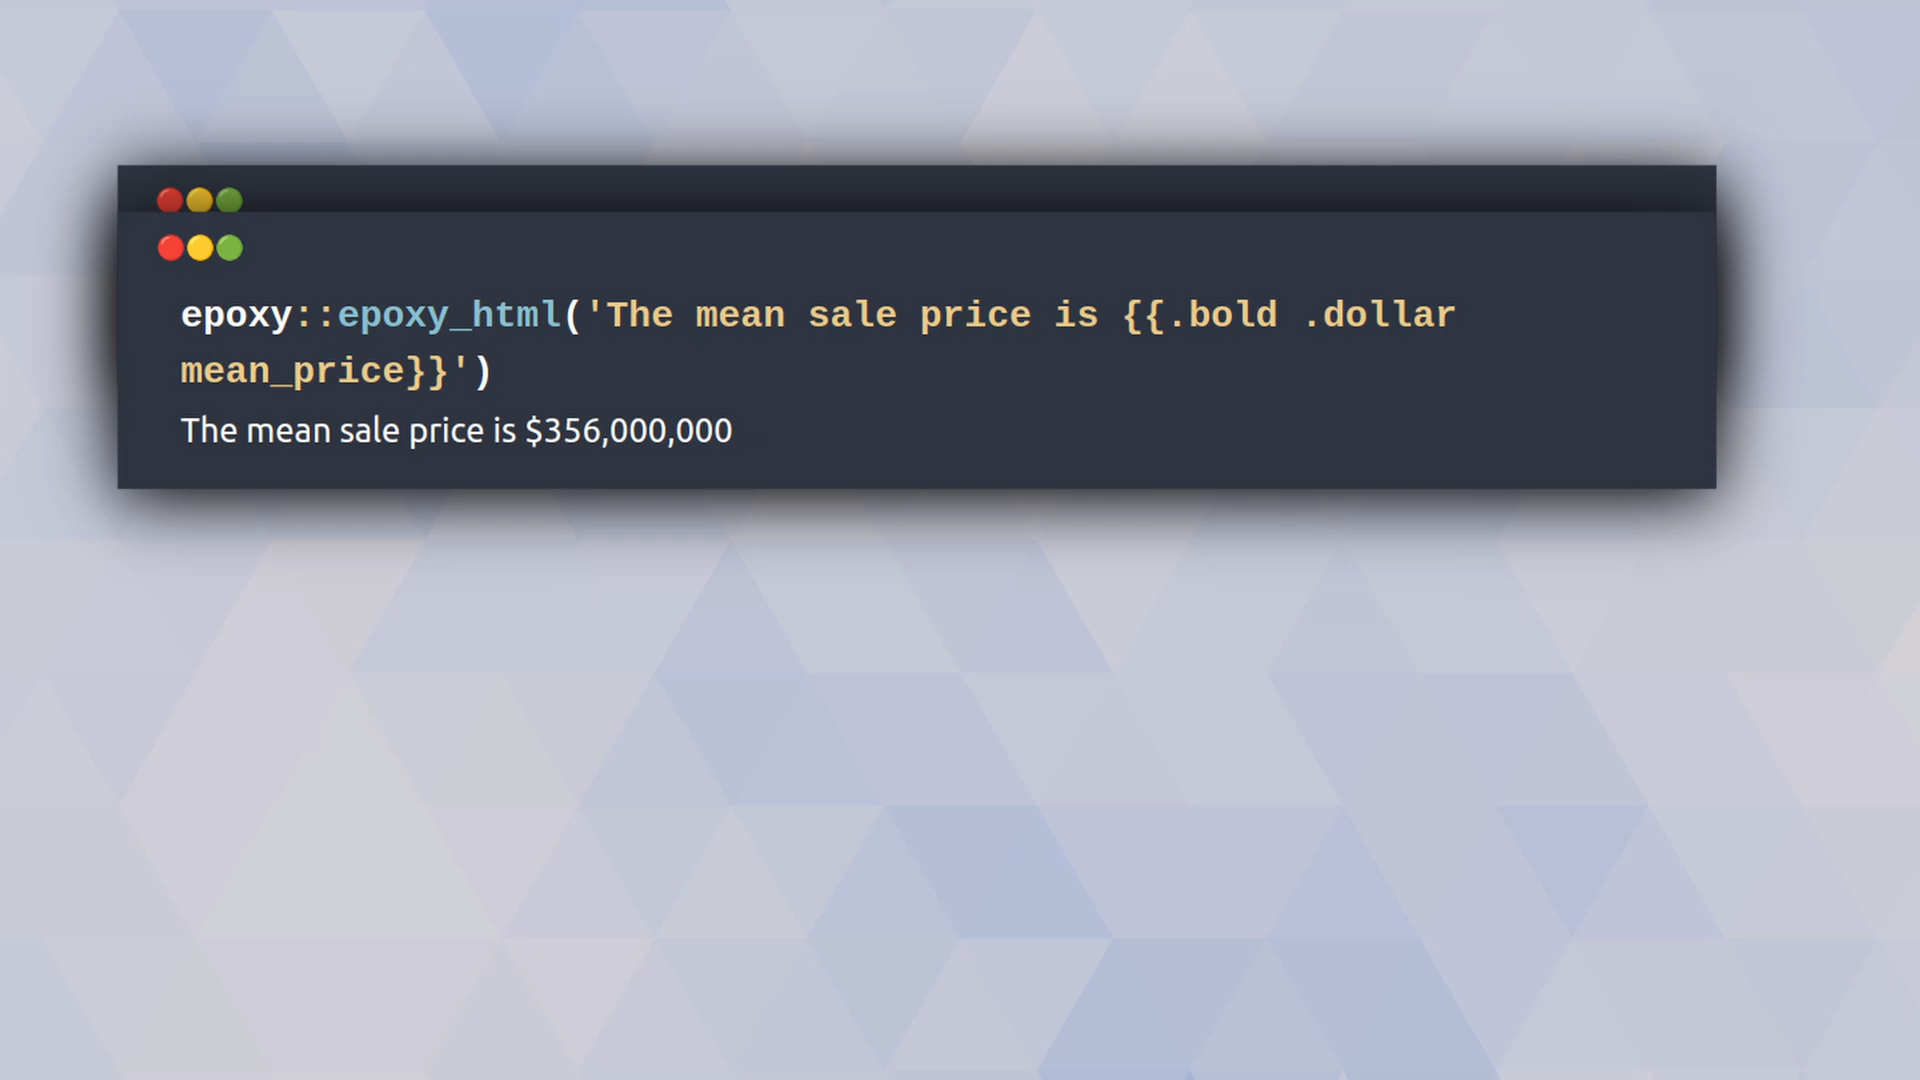 epoxy::epoxy_html('The mean sale price is {{.bold .dollar
mean_price}}')
The mean sale price is $356,000,000